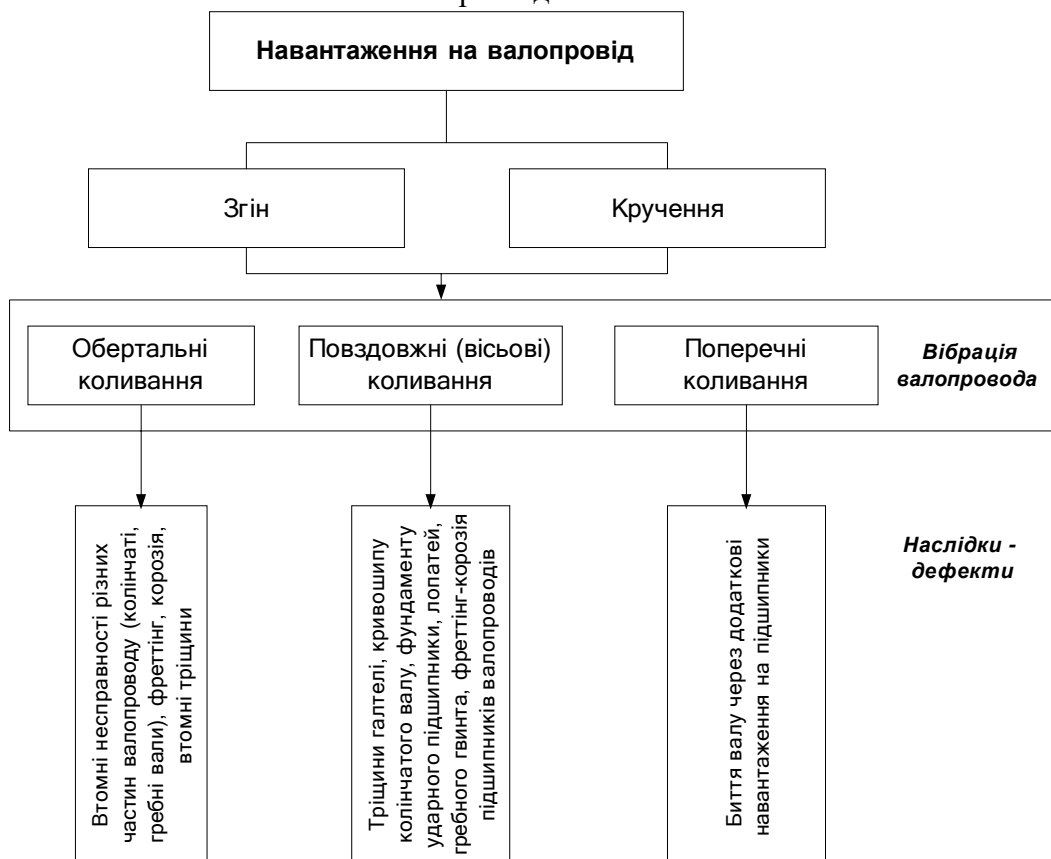 Навантаження на валопровід
Згін
Кручення
Обертальні
коливання
Повздовжні (вісьові)
коливання
Поперечні
коливання
Вібрація
валопровода
Втомні несправності різних
частин валопроводу (колінчаті,
гребні вали), фреттінг, корозія,
втомні тріщини
Тріщини галтелі, кривошипу
колінчатого валу, фундаменту
ударного підшипники, лопатей,
гребного гвинта, фреттінг-корозія
підшипників валопроводів
Биття валу через додаткові
навантаження на підшипники
Наслідки -
дефекти